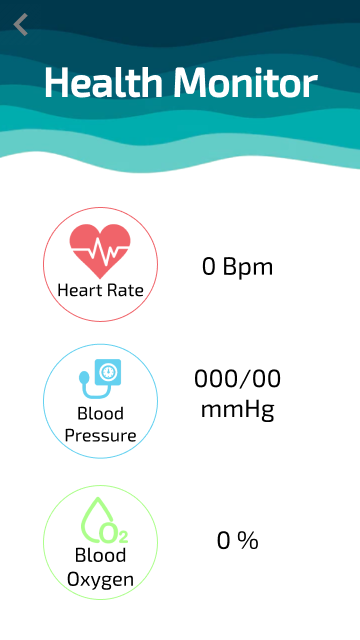 Health Monitor
Heart Rate
0 Bpm
Blood
Pressure
000/00
mmHg
O2
Blood
Oxygen
0 %